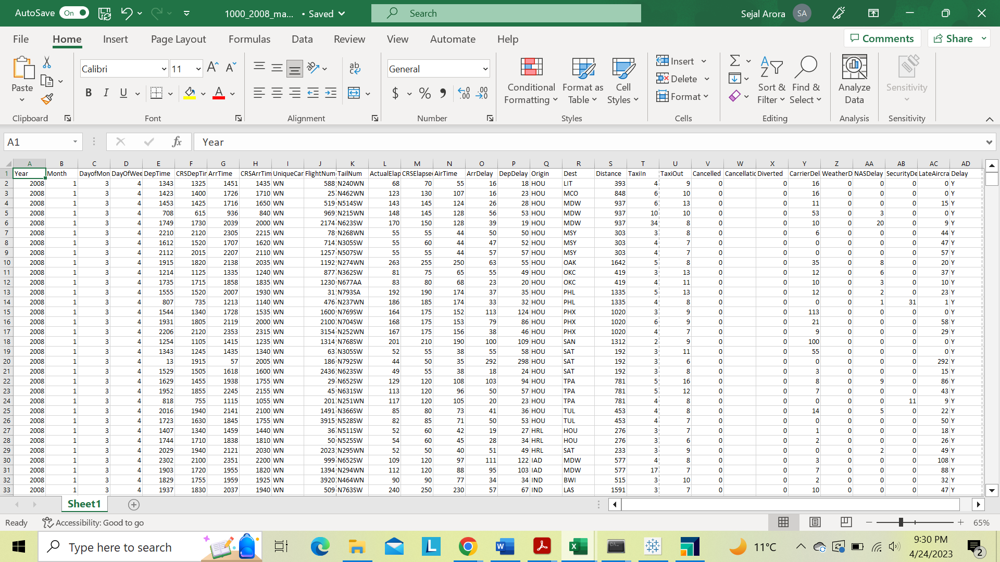 AutoSave On 1000_2008_ma... • Saved Search Sejal Arora SA
File Home Insert Page Layout Formulas Data Review View Automate Help Comments Share
Calibri 11 ab General Insert Σ
Paste Conditional Format as Cell Delete Sort & Find & Analyze Sensitivity
B I U A $ % Formatting Table Styles Format Filter Select Data
Clipboard Font Alignment Number Styles Cells Editing Analysis Sensitivity
A1 fx Year
A B C D E F G H I J K L M N O P Q R S T U V W X Y Z AA AB AC AD
1 Year Month DayofMon DayOfWee DepTime CRSDepTin ArrTime CRSArrTim UniqueCar FlightNum TailNum ActualElap CRSElapse AirTime ArrDelay DepDelay Origin Dest Distance TaxiIn TaxiOut Cancelled Cancellatic Diverted CarrierDel WeatherD NASDelay SecurityDe LateAircra Delay
2 2008 1 3 4 1343 1325 1451 1435 WN 588 N240WN 68 70 55 16 18 HOU LIT 393 4 9 0 0 16 0 0 0 0 Y
3 2008 1 3 4 1423 1400 1726 1710 WN 25 N462WN 123 130 107 16 23 HOU MCO 848 6 10 0 0 16 0 0 0 0 Y
4 2008 1 3 4 1453 1425 1716 1650 WN 519 N514SW 143 145 124 26 28 HOU MDW 937 6 13 0 0 11 0 0 0 15 Y
5 2008 1 3 4 708 615 936 840 WN 969 N215WN 148 145 128 56 53 HOU MDW 937 10 10 0 0 53 0 3 0 0 Y
6 2008 1 3 4 1749 1730 2039 2000 WN 2174 N623SW 170 150 128 39 19 HOU MDW 937 34 8 0 0 10 0 20 0 9 Y
7 2008 1 3 4 2210 2120 2305 2215 WN 78 N268WN 55 55 44 50 50 HOU MSY 303 3 8 0 0 6 0 0 0 44 Y
8 2008 1 3 4 1612 1520 1707 1620 WN 714 N305SW 55 60 44 47 52 HOU MSY 303 4 7 0 0 0 0 0 0 47 Y
9 2008 1 3 4 2112 2015 2207 2110 WN 1257 N507SW 55 55 44 57 57 HOU MSY 303 4 7 0 0 0 0 0 0 57 Y
10 2008 1 3 4 1915 1820 2138 2035 WN 1192 N274WN 263 255 250 63 55 HOU OAK 1642 5 8 0 0 35 0 8 0 20 Y
11 2008 1 3 4 1214 1125 1335 1240 WN 877 N362SW 81 75 65 55 49 HOU OKC 419 3 13 0 0 12 0 6 0 37 Y
12 2008 1 3 4 1735 1715 1858 1835 WN 1230 N677AA 83 80 68 23 20 HOU OKC 419 4 11 0 0 10 0 3 0 10 Y
13 2008 1 3 4 1555 1520 2007 1930 WN 31 N793SA 192 190 174 37 35 HOU PHL 1335 5 13 0 0 12 0 2 0 23 Y
14 2008 1 3 4 807 735 1213 1140 WN 476 N237WN 186 185 174 33 32 HOU PHL 1335 4 8 0 0 0 0 1 31 1 Y
15 2008 1 3 4 1544 1340 1728 1535 WN 1600 N769SW 164 175 152 113 124 HOU PHX 1020 3 9 0 0 113 0 0 0 0 Y
16 2008 1 3 4 1931 1805 2119 2000 WN 2100 N704SW 168 175 153 79 86 HOU PHX 1020 6 9 0 0 21 0 0 0 58 Y
17 2008 1 3 4 2206 2120 2353 2315 WN 3154 N252WN 167 175 156 38 46 HOU PHX 1020 4 7 0 0 9 0 0 0 29 Y
18 2008 1 3 4 1254 1105 1415 1235 WN 1314 N768SW 201 210 190 100 109 HOU SAN 1312 2 9 0 0 100 0 0 0 0 Y
19 2008 1 3 4 1343 1245 1435 1340 WN 63 N305SW 52 55 38 55 58 HOU SAT 192 3 11 0 0 55 0 0 0 0 Y
20 2008 1 3 4 13 1915 57 2005 WN 186 N792SW 44 50 35 292 298 HOU SAT 192 3 6 0 0 0 0 0 0 292 Y
21 2008 1 3 4 1529 1505 1618 1600 WN 2436 N623SW 49 55 38 18 24 HOU SAT 192 3 8 0 0 3 0 0 0 15 Y
22 2008 1 3 4 1629 1455 1938 1755 WN 29 N652SW 129 120 108 103 94 HOU TPA 781 5 16 0 0 8 0 9 0 86 Y
23 2008 1 3 4 1952 1855 2245 2155 WN 45 N631SW 113 120 96 50 57 HOU TPA 781 5 12 0 0 7 0 0 0 43 Y
24 2008 1 3 4 818 755 1115 1055 WN 201 N251WN 117 120 105 20 23 HOU TPA 781 4 8 0 0 0 0 0 11 9 Y
25 2008 1 3 4 2016 1940 2141 2100 WN 1491 N366SW 85 80 73 41 36 HOU TUL 453 4 8 0 0 14 0 5 0 22 Y
26 2008 1 3 4 1723 1630 1845 1755 WN 3915 N528SW 82 85 71 50 53 HOU TUL 453 4 7 0 0 0 0 0 0 50 Y
27 2008 1 3 4 1407 1340 1459 1440 WN 36 N511SW 52 60 42 19 27 HRL HOU 276 3 7 0 0 1 0 0 0 18 Y
28 2008 1 3 4 1744 1710 1838 1810 WN 50 N525SW 54 60 45 28 34 HRL HOU 276 3 6 0 0 2 0 0 0 26 Y
29 2008 1 3 4 2029 1940 2121 2030 WN 2023 N295WN 52 50 40 51 49 HRL SAT 233 3 9 0 0 0 0 2 0 49 Y
30 2008 1 3 4 2302 2100 2351 2200 WN 999 N652SW 109 120 97 111 122 IAD MDW 577 4 8 0 0 3 0 0 0 108 Y
31 2008 1 3 4 1903 1720 1955 1820 WN 1394 N294WN 112 120 88 95 103 IAD MDW 577 17 7 0 0 7 0 0 0 88 Y
32 2008 1 3 4 1829 1755 1959 1925 WN 3920 N464WN 90 90 77 34 34 IND BWI 515 3 10 0 0 2 0 0 0 32 Y
33 2008 1 3 4 1937 1830 2037 1940 WN 509 N763SW 240 250 230 57 67 IND LAS 1591 3 7 0 0 10 0 0 0 47 Y
Sheet1
Ready Accessibility: Good to go 65%
Type here to search 11°C 9:30 PM
4/24/2023 2